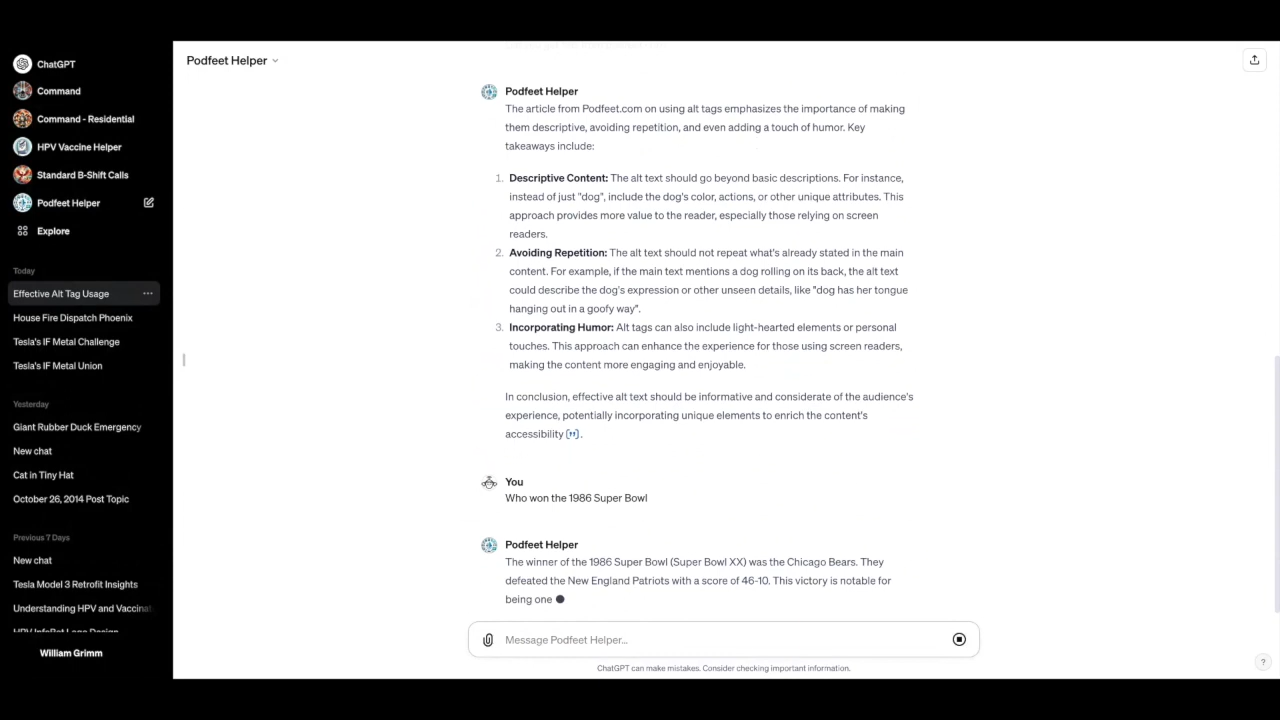 ChatGPT
Command
Command - Residential
HPV Vaccine Helper
Standard B-Shift Calls
Podfeet Helper
Explore
Today
Effective Alt Tag Usage
House Fire Dispatch Phoenix
Tesla's IF Metal Challenge
Tesla's IF Metal Union
Yesterday
Giant Rubber Duck Emergency
New chat
Cat in Tiny Hat
October 26, 2014 Post Topic
Previous 7 Days
New chat
Tesla Model 3 Retrofit Insights
Understanding HPV and Vaccinat
HPV InfoBot Logo Design
William Grimm
Podfeet Helper
Podfeet Helper
The article from Podfeet.com on using alt tags emphasizes the importance of making
them descriptive, avoiding repetition, and even adding a touch of humor. Key
takeaways include:
1. Descriptive Content: The alt text should go beyond basic descriptions. For instance,
instead of just "dog", include the dog's color, actions, or other unique attributes. This
approach provides more value to the reader, especially those relying on screen
readers.
2. Avoiding Repetition: The alt text should not repeat what's already stated in the main
content. For example, if the main text mentions a dog rolling on its back, the alt text
could describe the dog's expression or other unseen details, like "dog has her tongue
hanging out in a goofy way".
3. Incorporating Humor: Alt tags can also include light-hearted elements or personal
touches. This approach can enhance the experience for those using screen readers,
making the content more engaging and enjoyable.
In conclusion, effective alt text should be informative and considerate of the audience's
experience, potentially incorporating unique elements to enrich the content's
accessibility ["].
You
Who won the 1986 Super Bowl
Podfeet Helper
The winner of the 1986 Super Bowl (Super Bowl XX) was the Chicago Bears. They
defeated the New England Patriots with a score of 46-10. This victory is notable for
being one
Message Podfeet Helper...
ChatGPT can make mistakes. Consider checking important information.
?